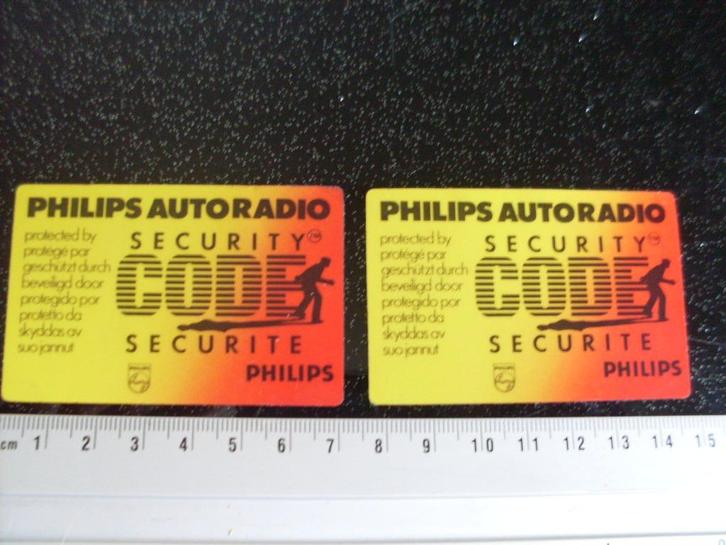 PHILIPS AUTORADIO
protected by
protégé par
geschützt durch
beveiligd door
protegido por
protetto da
skyddas av
suojannut
SECURITY™
CODE
SECURITE
PHILIPS
PHILIPS AUTORADIO
protected by
protégé par
geschützt durch
beveiligd door
protegido por
protetto da
skyddas av
suojannut
SECURITY™
CODE
SECURITE
PHILIPS
cm 1 2 3 4 5 6 7 8 9 10 11 12 13 14 15